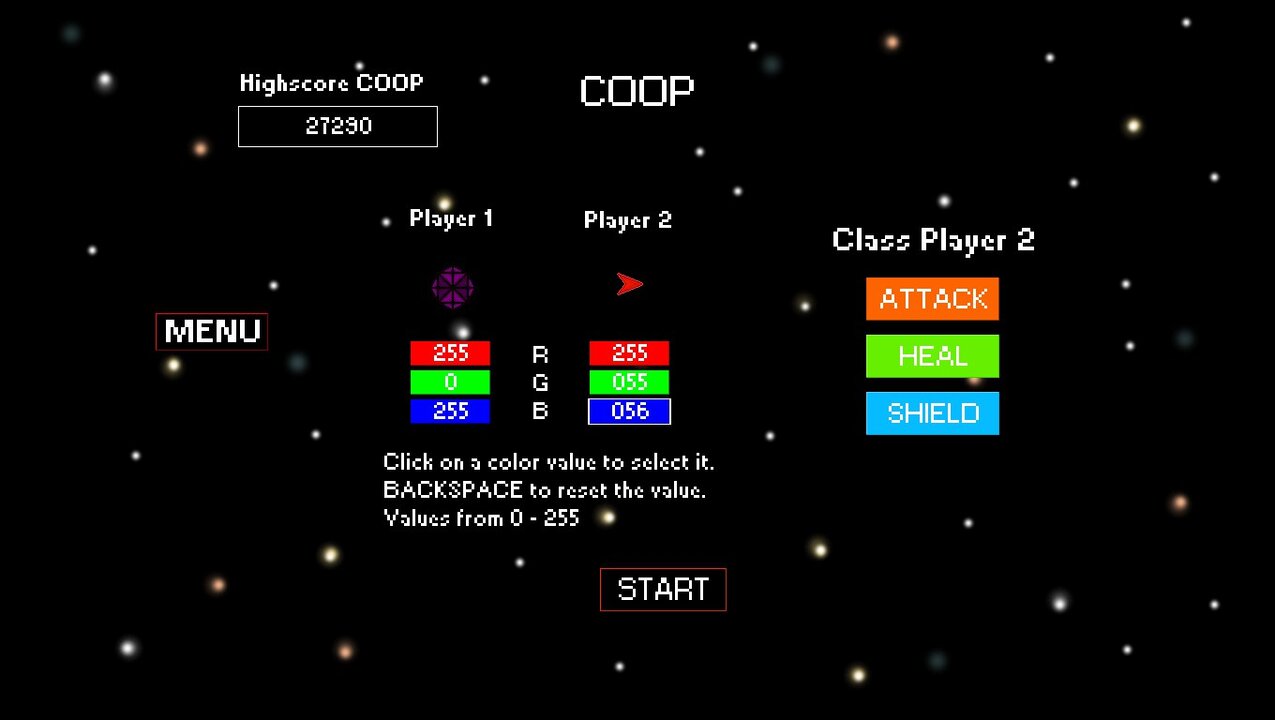 Highscore COOP
27290
COOP
Player 1
Player 2
Class Player 2
ATTACK
MENU
255 R 255
HEAL
0 G 055
255 B 056
SHIELD
Click on a color value to select it.
BACKSPACE to reset the value.
Values from 0 - 255
START